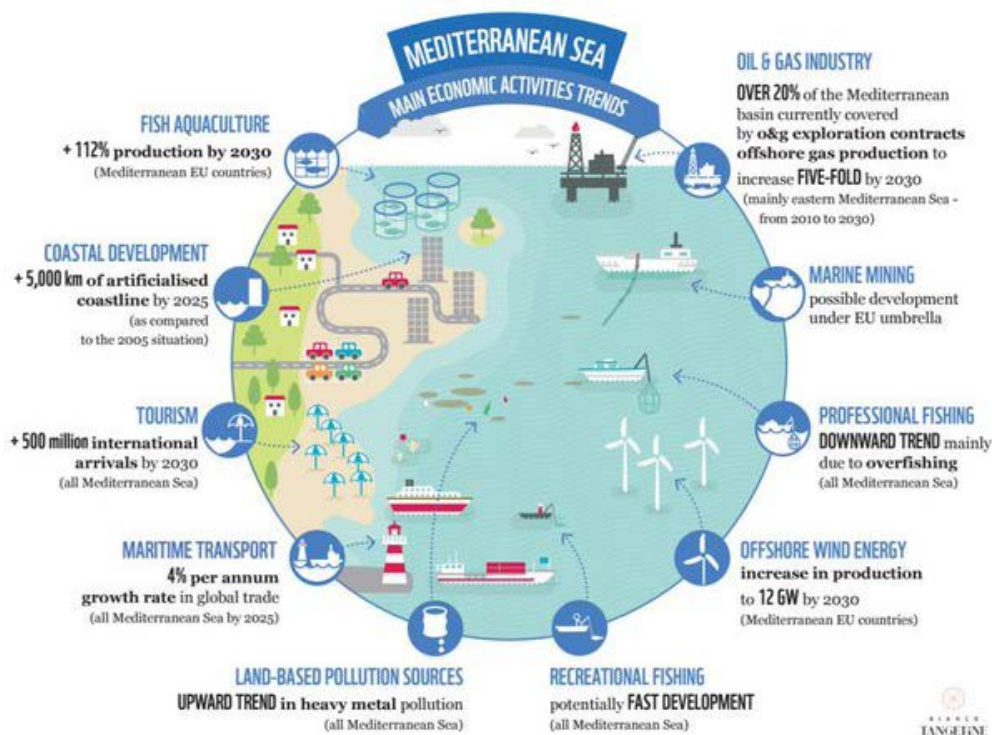 MEDITERRANEAN SEA
MAIN ECONOMIC ACTIVITIES TRENDS
FISH AQUACULTURE
+ 112% production by 2030
(Mediterranean EU countries)
COASTAL DEVELOPMENT
+ 5,000 km of artificialised
coastline by 2025
(as compared
to the 2005 situation)
TOURISM
+ 500 million international
arrivals by 2030
(all Mediterranean Sea)
MARITIME TRANSPORT
4% per annum
growth rate in global trade
(all Mediterranean Sea by 2025)
LAND-BASED POLLUTION SOURCES
UPWARD TREND in heavy metal pollution
(all Mediterranean Sea)
RECREATIONAL FISHING
potentially FAST DEVELOPMENT
(all Mediterranean Sea)
OFFSHORE WIND ENERGY
increase in production
to 12 GW by 2030
(Mediterranean EU countries)
PROFESSIONAL FISHING
DOWNWARD TREND mainly
due to overfishing
(all Mediterranean Sea)
MARINE MINING
possible development
under EU umbrella
OIL & GAS INDUSTRY
OVER 20% of the Mediterranean
basin currently covered
by o&g exploration contracts
offshore gas production to
increase FIVE-FOLD by 2030
(mainly eastern Mediterranean Sea -
from 2010 to 2030)
BIANCO
TANGERINE